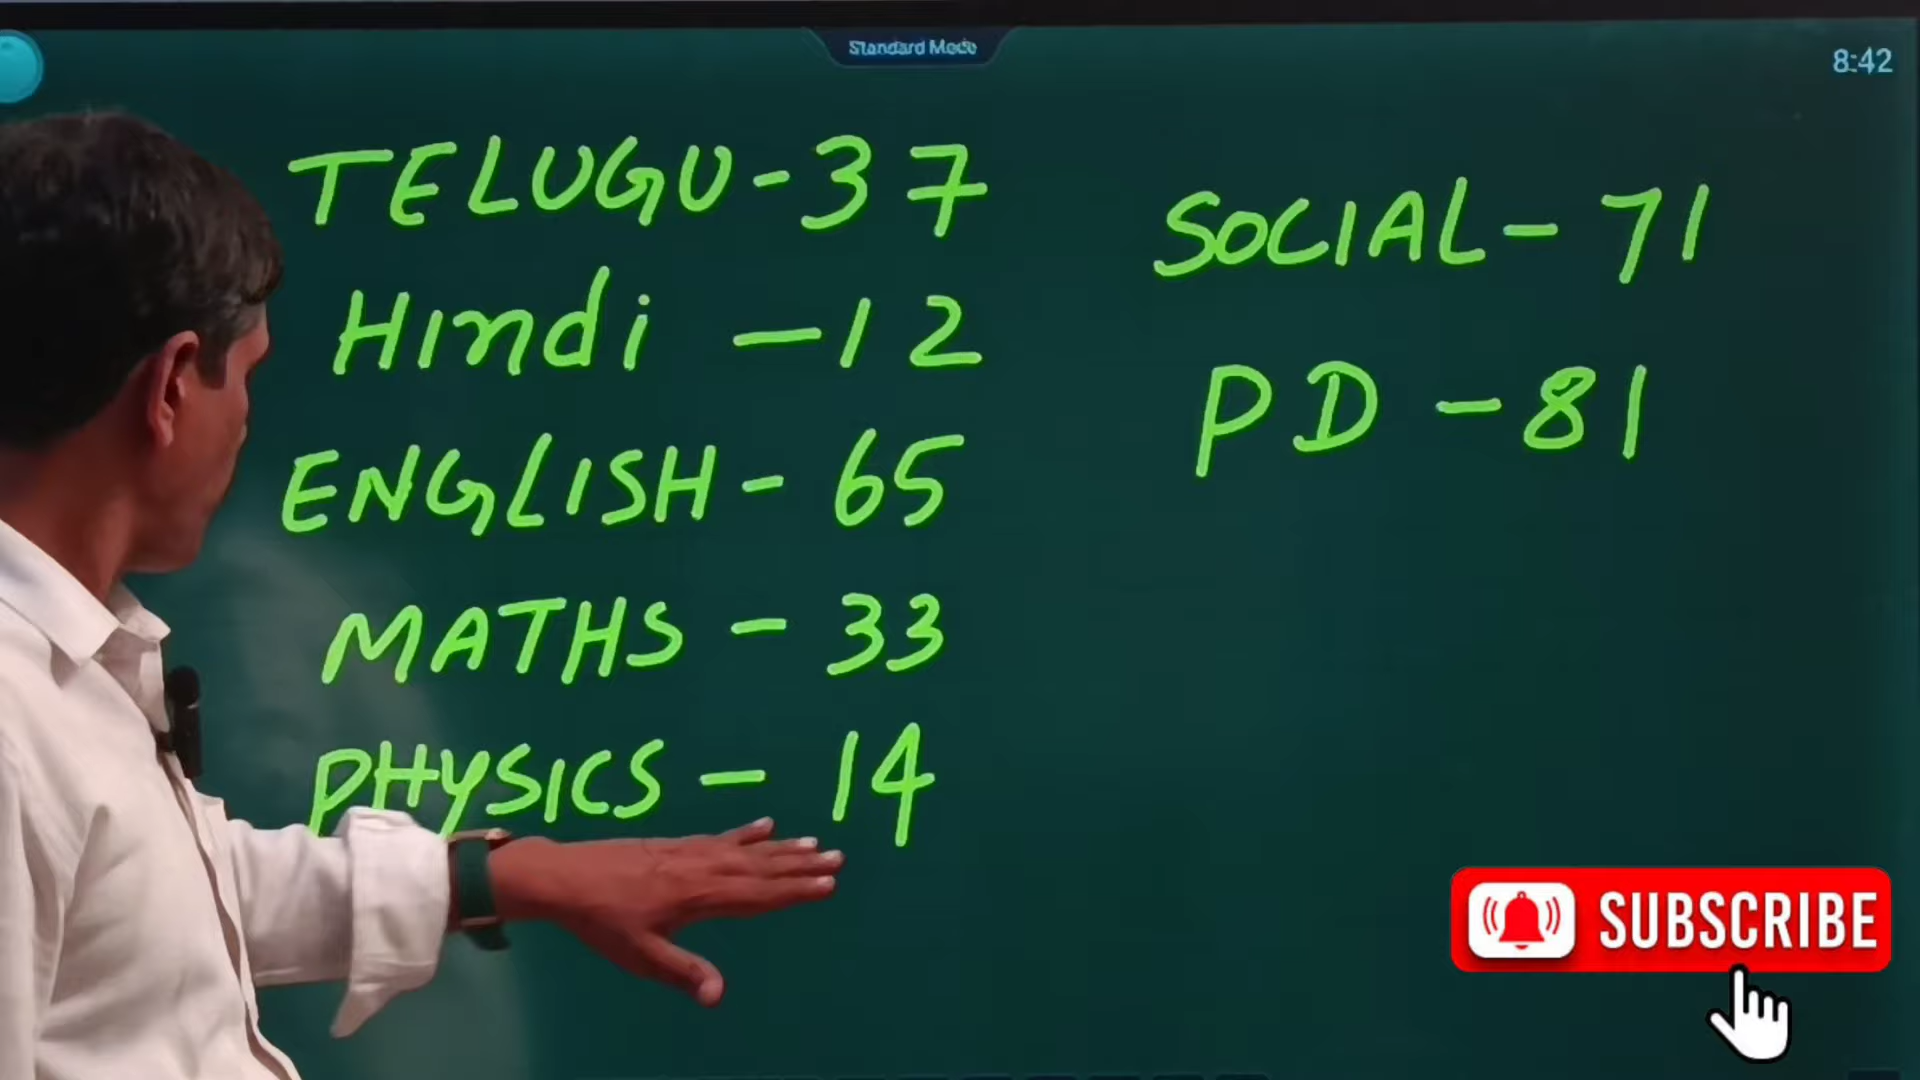 Standard Mode
8:42
TELUGU - 37
Hindi - 12
ENGLISH - 65
MATHS - 33
PHYSICS - 14
SOCIAL - 71
PD - 81
SUBSCRIBE